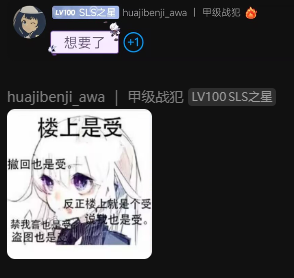 LV100 SLS之星 huajibenji_awa ｜ 甲级战犯
想要了 +1
huajibenji_awa ｜ 甲级战犯 LV100 SLS之星
楼上是受
撤回也是受。
反正楼上就是个受
禁我言也是受 说我也是受。
盗图也是受